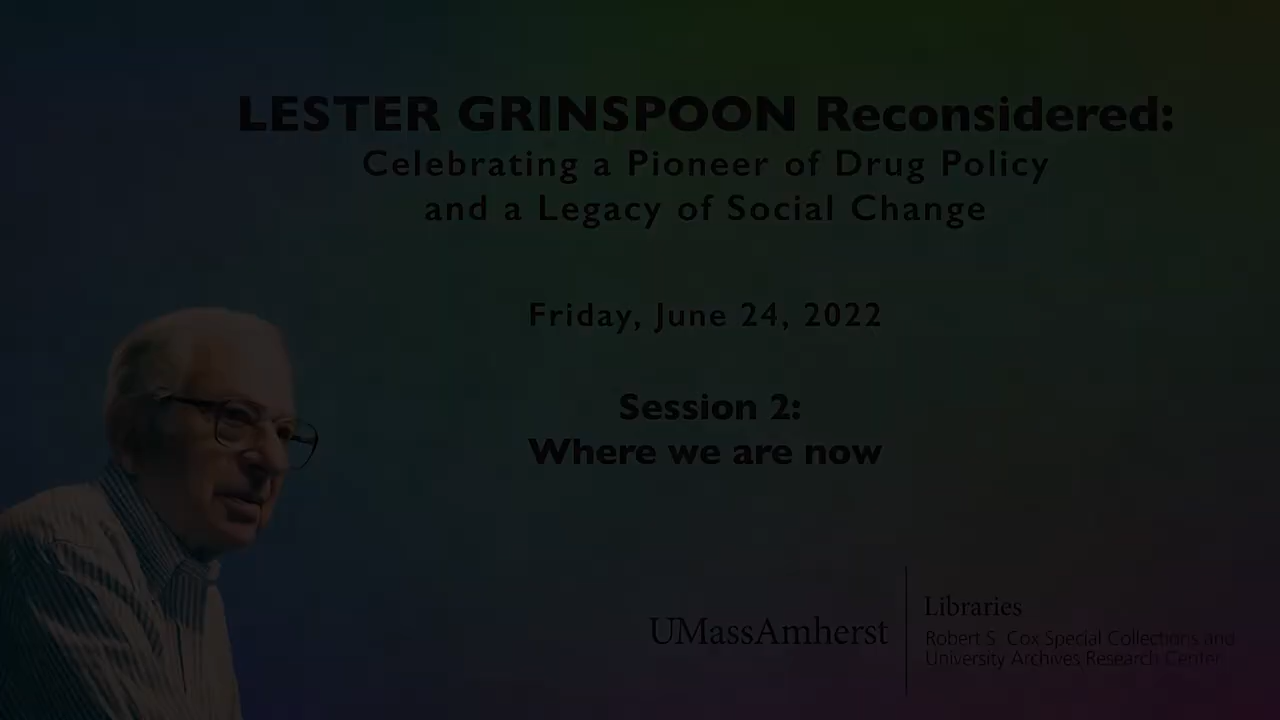 LESTER GRINSPOON Reconsidered:
Celebrating a Pioneer of Drug Policy
and a Legacy of Social Change
Friday, June 24, 2022
Session 2:
Where we are now
UMassAmherst
Libraries
Robert S. Cox Special Collections and
University Archives Research Center